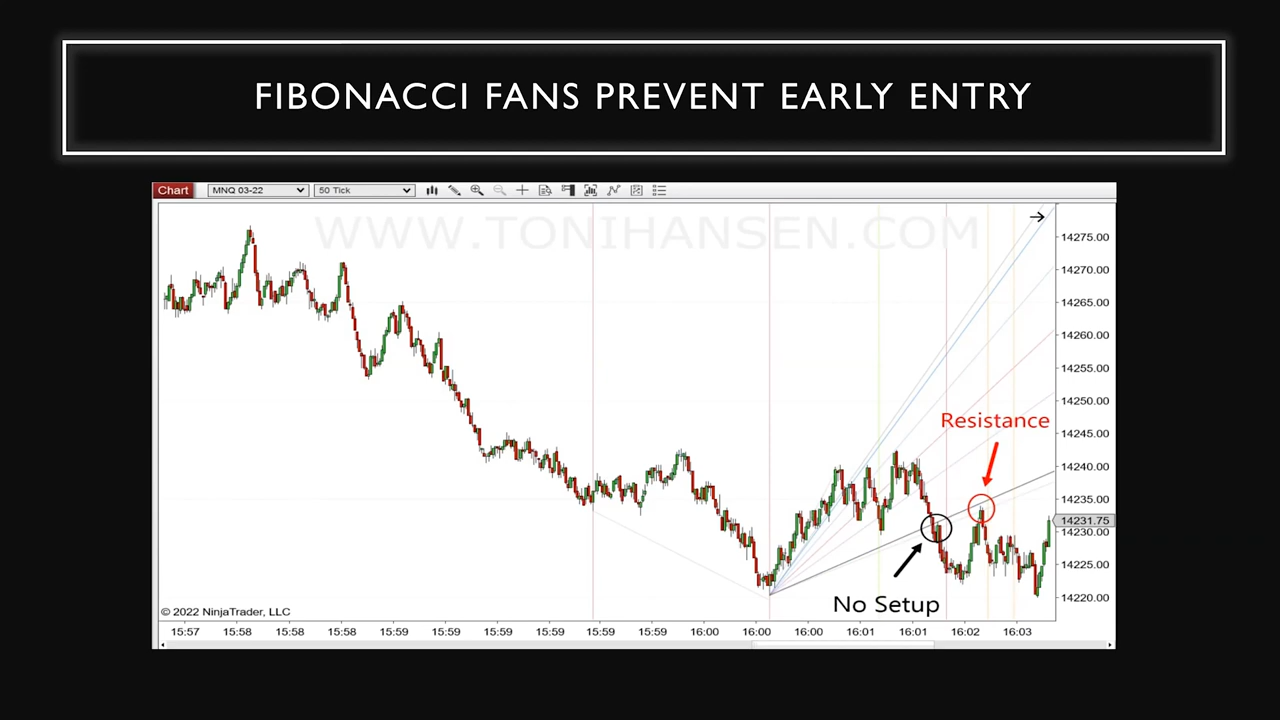 FIBONACCI FANS PREVENT EARLY ENTRY
Chart MNQ 03-22 50 Tick
WWW.TONIHANSEN.COM
14275.00
14270.00
14265.00
14260.00
14255.00
14250.00
14245.00
Resistance
14240.00
14235.00
14231.75
14230.00
14225.00
14220.00
No Setup
© 2022 NinjaTrader, LLC
15:57 15:58 15:58 15:58 15:59 15:59 15:59 15:59 15:59 15:59 16:00 16:00 16:00 16:01 16:01 16:02 16:03